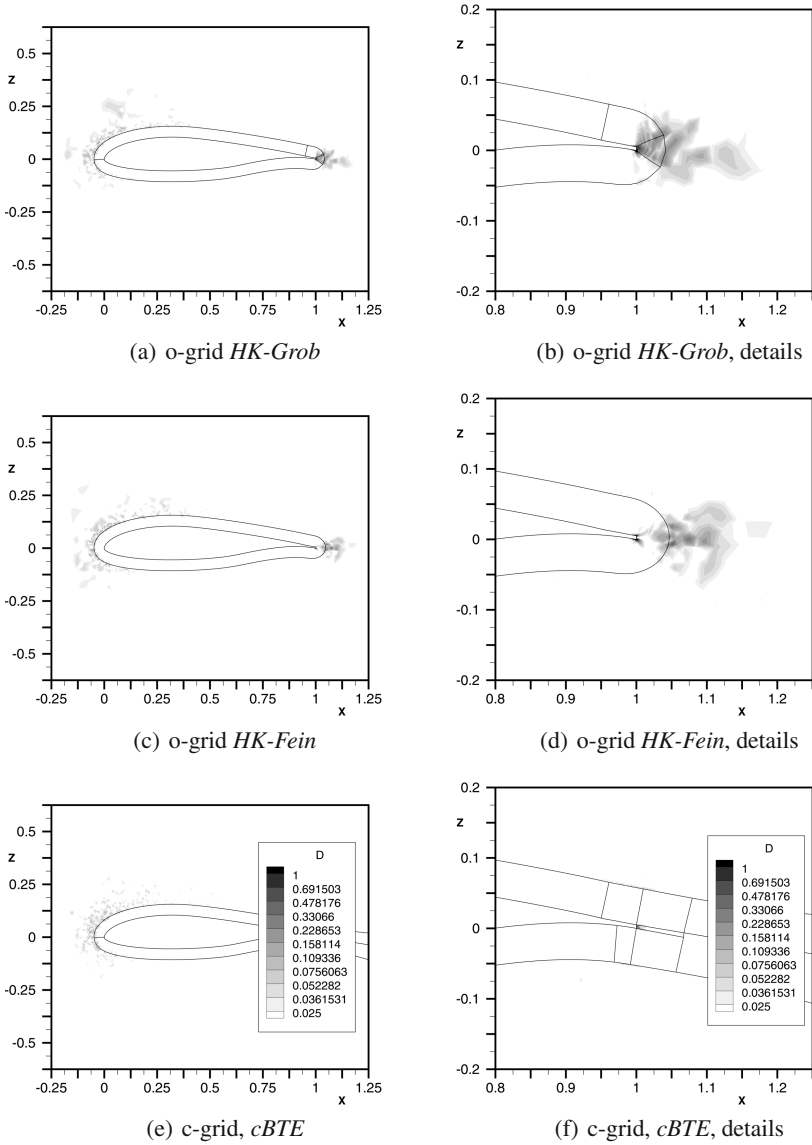 0.5
z
0.25
0
-0.25
-0.5
-0.25 0 0.25 0.5 0.75 1 1.25
x
(a) o-grid HK-Grob
0.2
z
0.1
0
-0.1
-0.2
0.8 0.9 1 1.1 1.2
x
(b) o-grid HK-Grob, details
0.5
z
0.25
0
-0.25
-0.5
-0.25 0 0.25 0.5 0.75 1 1.25
x
(c) o-grid HK-Fein
0.2
z
0.1
0
-0.1
-0.2
0.8 0.9 1 1.1 1.2
x
(d) o-grid HK-Fein, details
0.5
z
0.25
0
-0.25
-0.5
-0.25 0 0.25 0.5 0.75 1 1.25
x
D
1
0.691503
0.478176
0.33066
0.228653
0.158114
0.109336
0.0756063
0.052282
0.0361531
0.025
(e) c-grid, cBTE
0.2
z
0.1
0
-0.1
-0.2
0.8 0.9 1 1.1 1.2
x
D
1
0.691503
0.478176
0.33066
0.228653
0.158114
0.109336
0.0756063
0.052282
0.0361531
0.025
(f) c-grid, cBTE, details